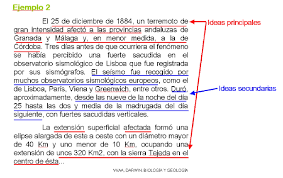 Ejemplo 2
El 25 de diciembre de 1884, un terremoto de
gran intensidad afectó a las provincias andaluzas de
Granada y Málaga y, en menor medida, a la de
Córdoba. Tres días antes de que ocurriera el fenómeno
se había percibido una fuerte sacudida en el
observatorio sismológico de Lisboa que fue registrada
por sus sismógrafos. El seísmo fue recogido por
muchos observatorios sismológicos europeos, como el
de Lisboa, París, Viena y Greenwich, entre otros. Duró,
aproximadamente, desde las nueve de la noche del día
25 hasta las dos y media de la madrugada del día
siguiente, con fuertes sacudidas verticales.
La extensión superficial afectada formó una
elipse alargada de este a oeste con un diámetro mayor
de 40 Km y uno menor de 10 Km, ocupando una
extensión de unos 320 Km2, con la sierra Tejeda en el
centro de ésta...
Ideas principales
Ideas secundarias
DARWIN BIOLOGÍA Y GEOLOGÍA